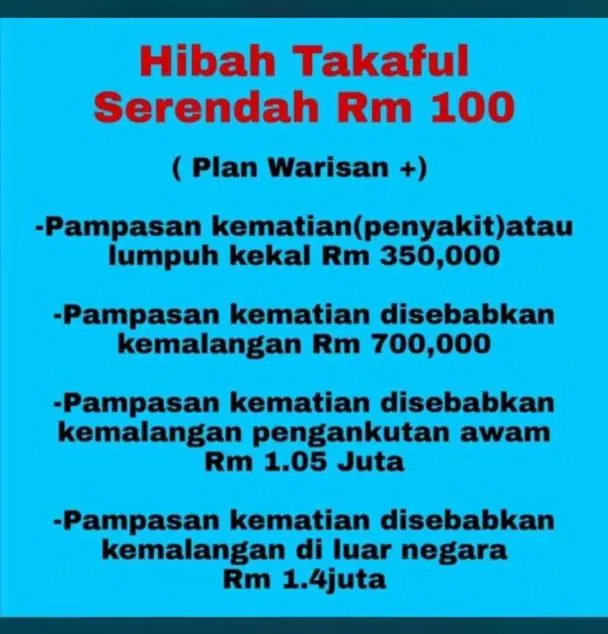 Hibah Takaful
Serendah Rm 100
( Plan Warisan +)
-Pampasan kematian(penyakit)atau
lumpuh kekal Rm 350,000
-Pampasan kematian disebabkan
kemalangan Rm 700,000
-Pampasan kematian disebabkan
kemalangan pengankutan awam
Rm 1.05 Juta
-Pampasan kematian disebabkan
kemalangan di luar negara
Rm 1.4juta